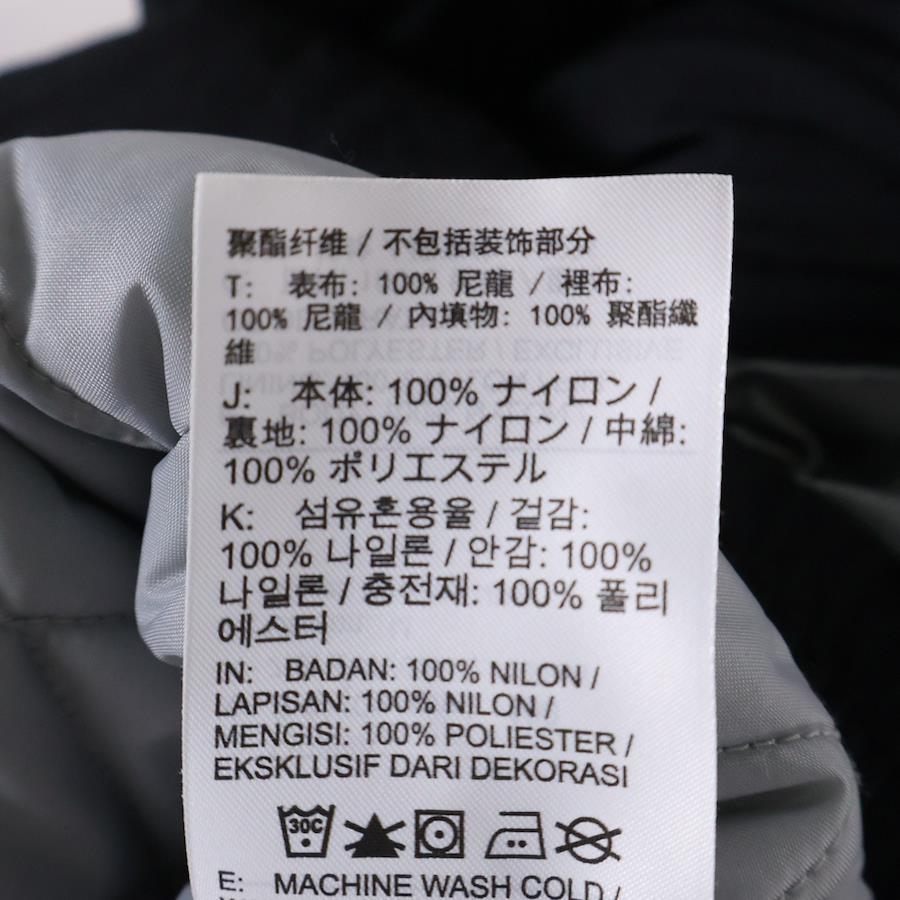 聚酯纤维 / 不包括装饰部分
T: 表布: 100% 尼龍 / 裡布:
100% 尼龍 / 內填物: 100% 聚酯纖
維
J: 本体: 100% ナイロン /
裏地: 100% ナイロン / 中綿:
100% ポリエステル
K: 섬유혼용율 / 겉감:
100% 나일론 / 안감: 100%
나일론 / 충전재: 100% 폴리
에스터
IN: BADAN: 100% NILON /
LAPISAN: 100% NILON /
MENGISI: 100% POLIESTER /
EKSKLUSIF DARI DEKORASI
30C
E: MACHINE WASH COLD /